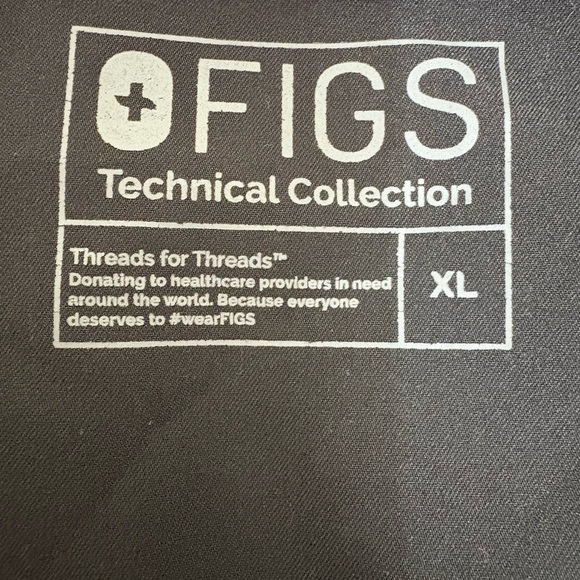 FIGS
Technical Collection
Threads for Threads™
Donating to healthcare providers in need
around the world. Because everyone
deserves to #wearFIGS
XL